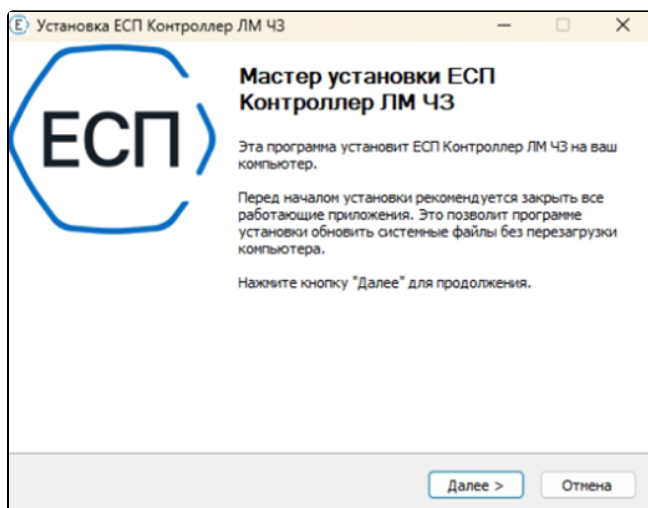 Установка ЕСП Контроллер ЛМ ЧЗ
ЕСП
Мастер установки ЕСП
Контроллер ЛМ ЧЗ
Эта программа установит ЕСП Контроллер ЛМ ЧЗ на ваш
компьютер.
Перед началом установки рекомендуется закрыть все
работающие приложения. Это позволит программе
установки обновить системные файлы без перезагрузки
компьютера.
Нажмите кнопку "Далее" для продолжения.
Далее >
Отмена